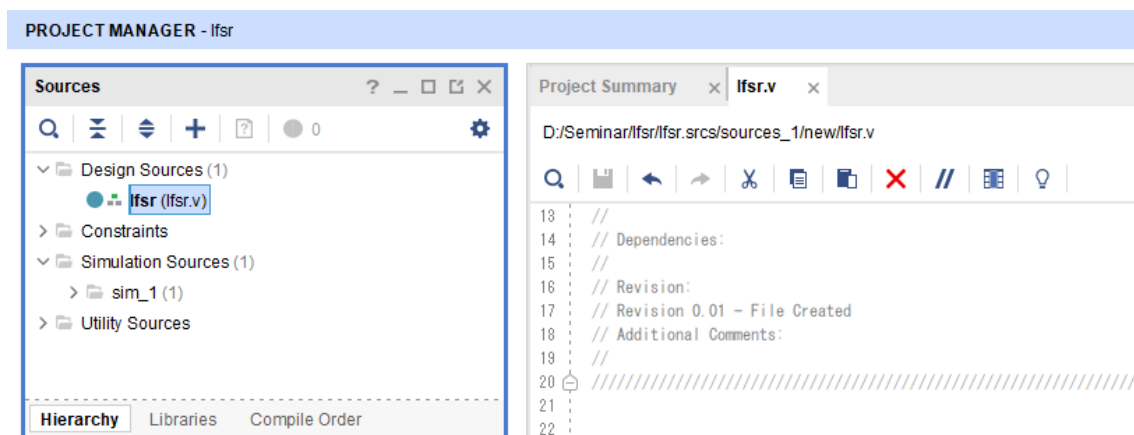 PROJECT MANAGER - lfsr
Sources
? _ □ X
0
Design Sources (1)
lfsr (lfsr.v)
Constraints
Simulation Sources (1)
sim_1 (1)
Utility Sources
Hierarchy Libraries Compile Order
Project Summary × lfsr.v ×
D:/Seminar/lfsr/lfsr.srcs/sources_1/new/lfsr.v
13 //
14 // Dependencies:
15 //
16 // Revision:
17 // Revision 0.01 - File Created
18 // Additional Comments:
19 //
20 //////////////////////////////////////////////////////////////////
21
22